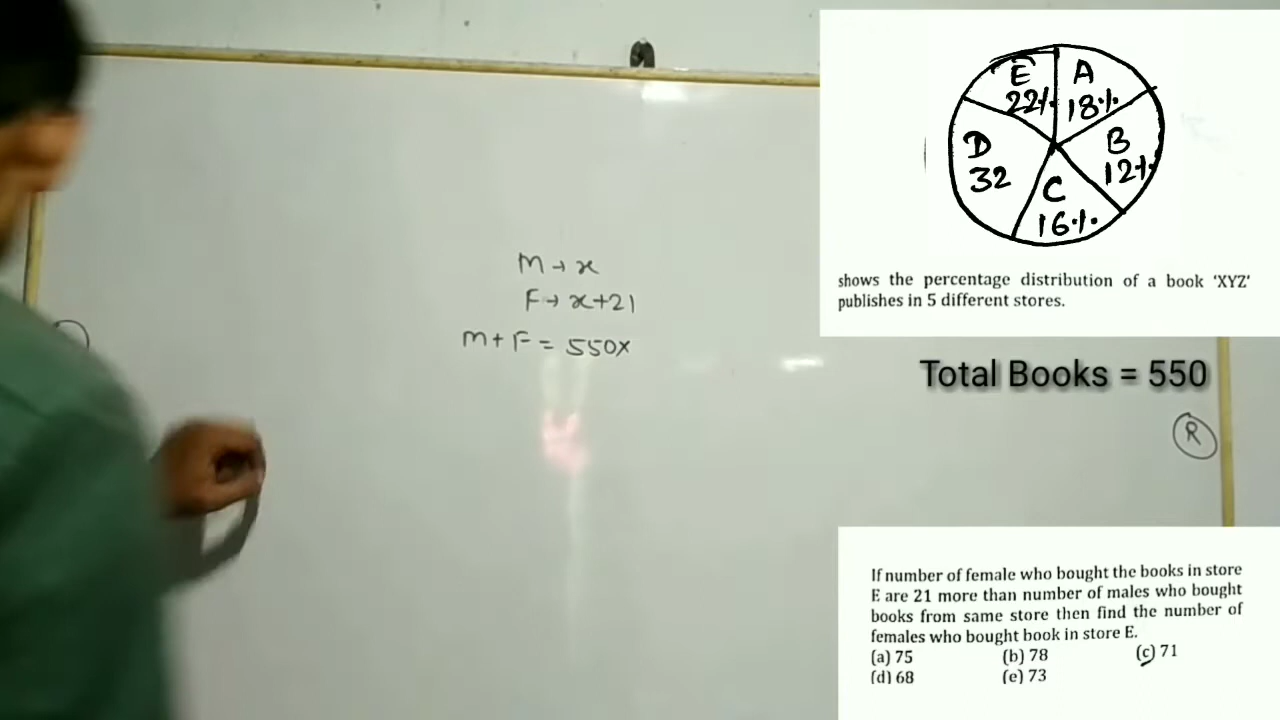 M → x
F → x+21
M + F = 550x
E
22%
A
18%
B
12%
C
16%
D
32
shows the percentage distribution of a book 'XYZ'
publishes in 5 different stores.
Total Books = 550
R
If number of female who bought the books in store
E are 21 more than number of males who bought
books from same store then find the number of
females who bought book in store E.
(a) 75 (b) 78 (c) 71
(d) 68 (e) 73